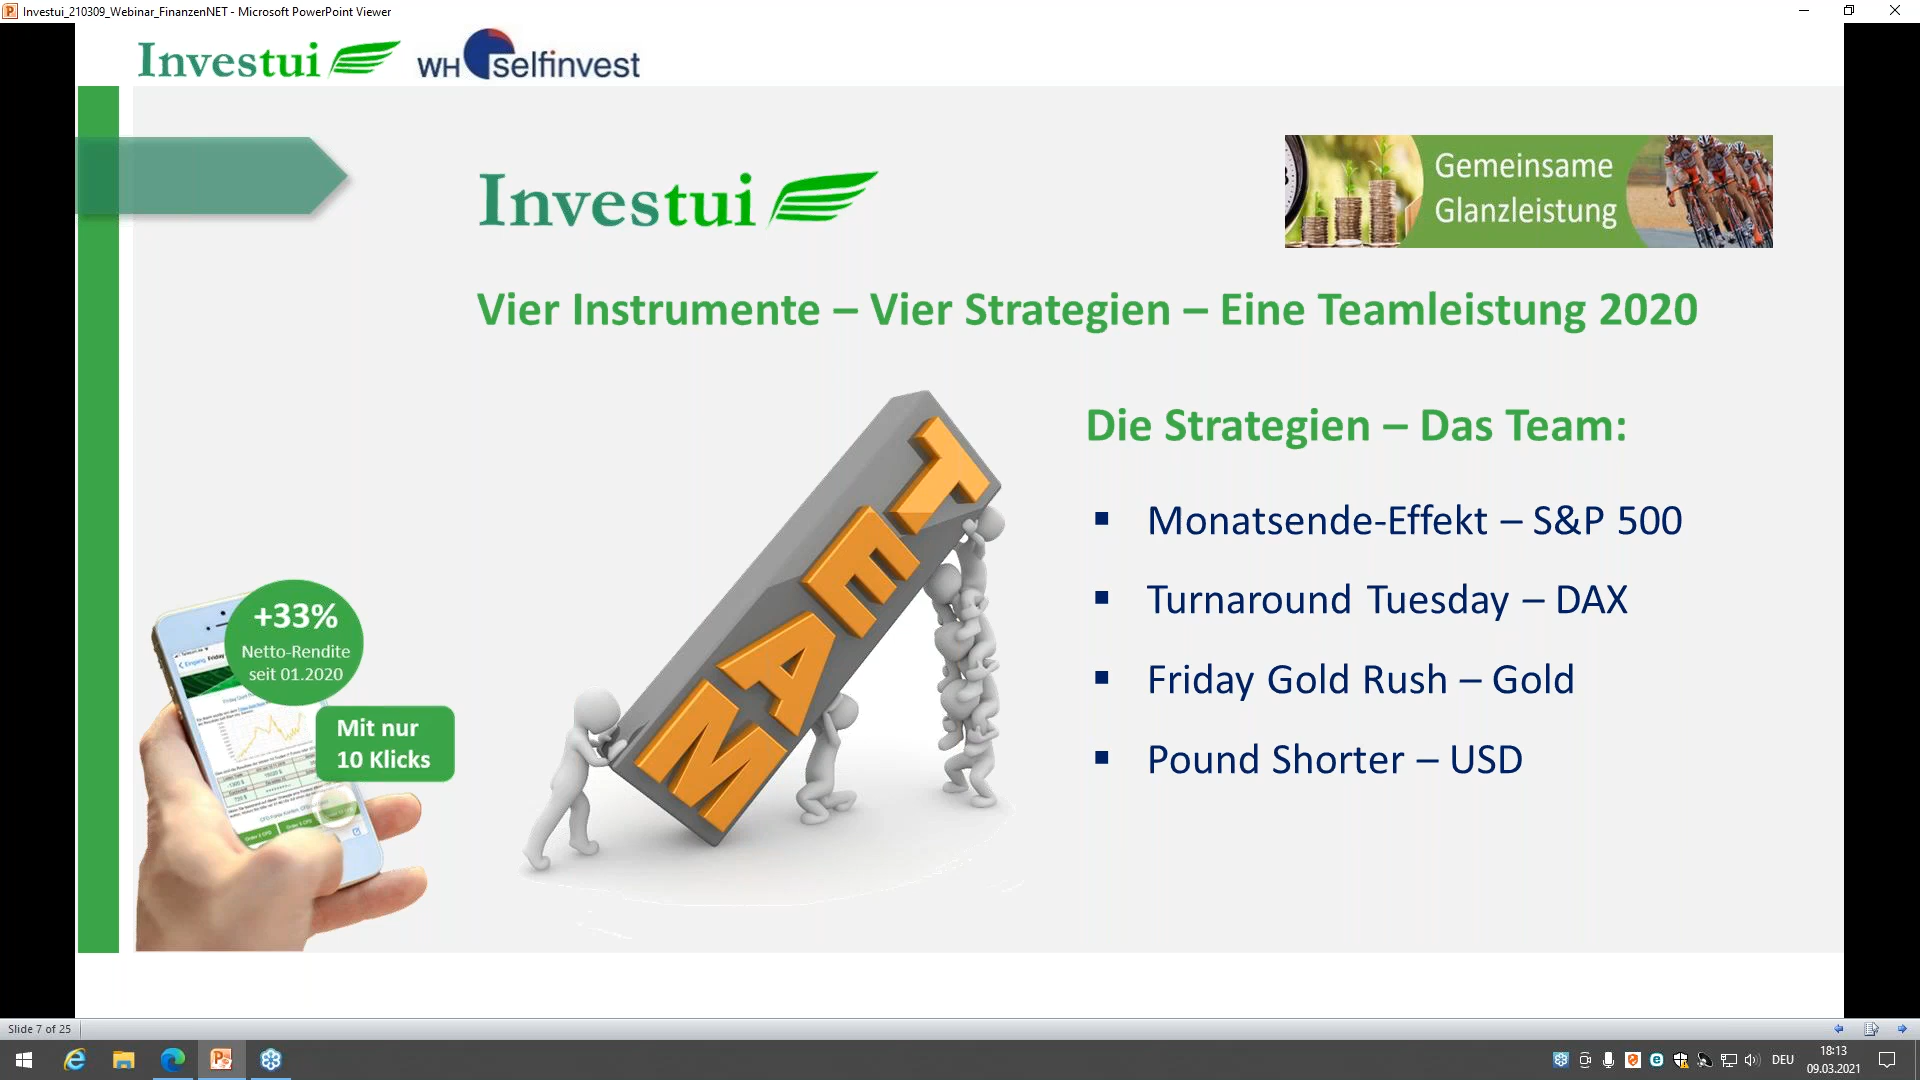 Investui_210309_Webinar_FinanzenNET - Microsoft PowerPoint Viewer
Investui WH selfinvest
Investui
Gemeinsame
Glanzleistung
Vier Instrumente – Vier Strategien – Eine Teamleistung 2020
Die Strategien – Das Team:
▪ Monatsende-Effekt – S&P 500
▪ Turnaround Tuesday – DAX
▪ Friday Gold Rush – Gold
▪ Pound Shorter – USD
TEAM
+33%
Netto-Rendite
seit 01.2020
Mit nur
10 Klicks
Slide 7 of 25
DEU
18:13
09.03.2021